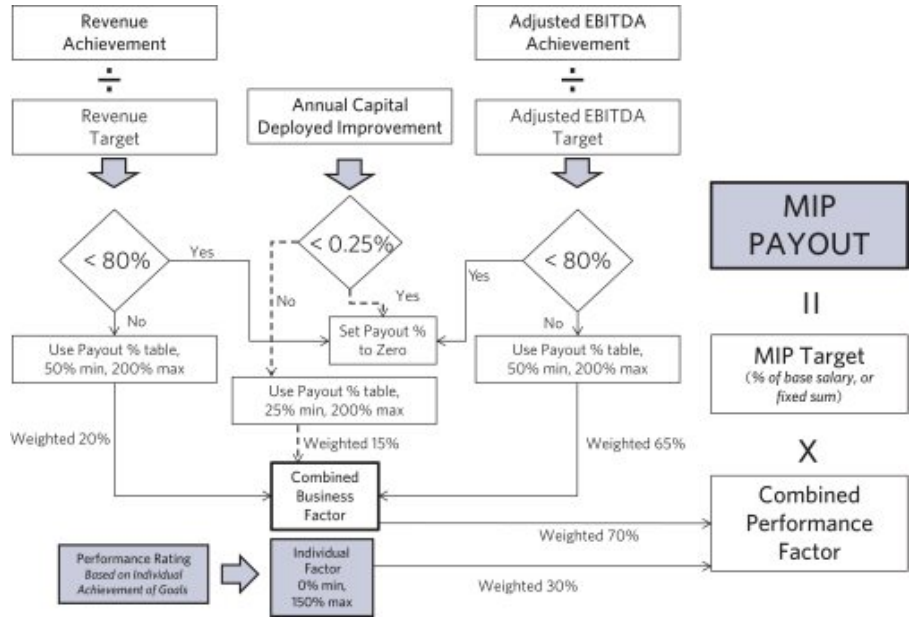 Revenue
Achievement
÷
Revenue
Target
Annual Capital
Deployed Improvement
Adjusted EBITDA
Achievement
÷
Adjusted EBITDA
Target
< 80%
Yes
No
< 0.25%
No
Yes
< 80%
Yes
No
Set Payout %
to Zero
Use Payout % table,
50% min, 200% max
Use Payout % table,
25% min, 200% max
Use Payout % table,
50% min, 200% max
Weighted 20%
Weighted 15%
Weighted 65%
Combined
Business
Factor
Weighted 70%
Performance Rating
Based on Individual
Achievement of Goals
Individual
Factor
0% min,
150% max
Weighted 30%
MIP
PAYOUT
=
MIP Target
(% of base salary, or
fixed sum)
X
Combined
Performance
Factor